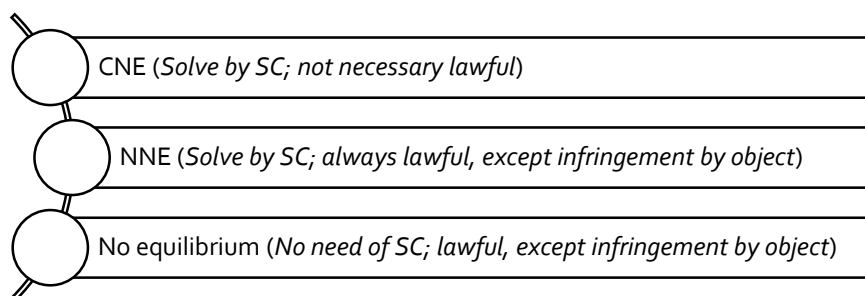 CNE (Solve by SC; not necessary lawful)
NNE (Solve by SC; always lawful, except infringement by object)
No equilibrium (No need of SC; lawful, except infringement by object)